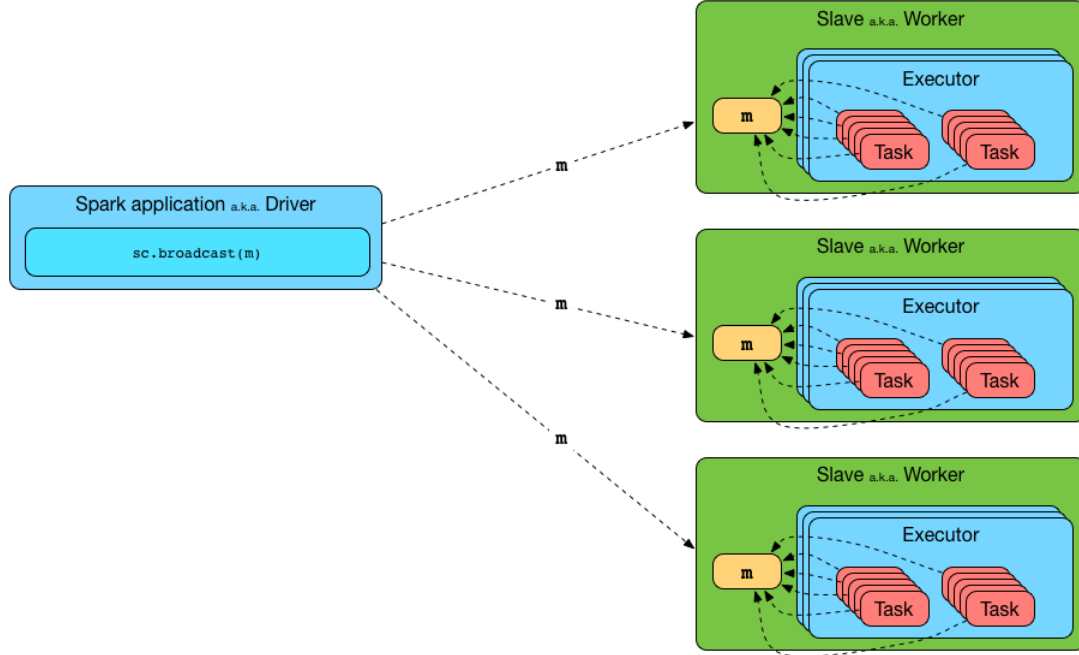 Slave a.k.a. Worker
Executor
m
Task
Task
m
Spark application a.k.a. Driver
sc.broadcast(m)
Slave a.k.a. Worker
Executor
m
m
Task
Task
m
Slave a.k.a. Worker
Executor
m
Task
Task